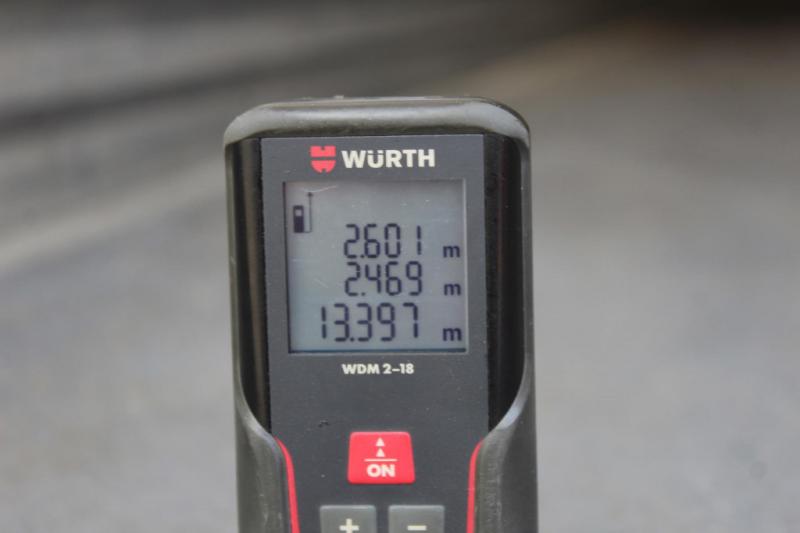 WÜRTH
2.601 m
2.469 m
13.397 m
WDM 2-18
ON
+ −